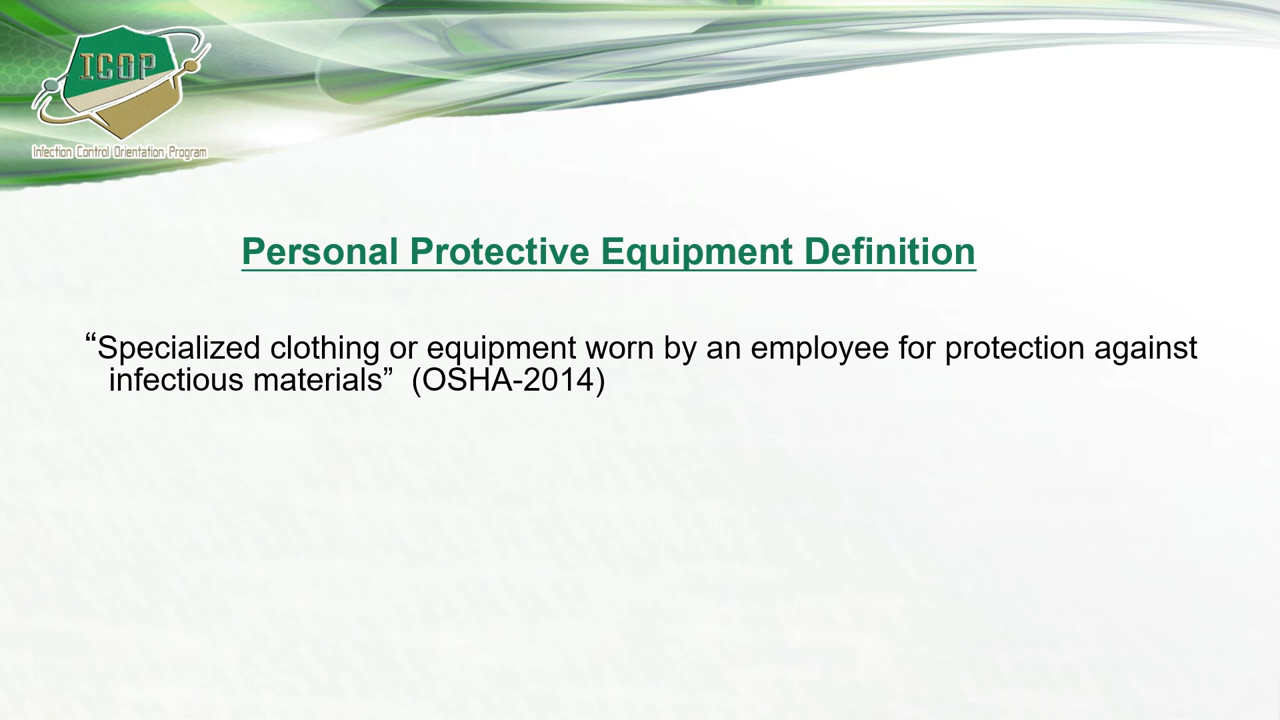 ICOP
Infection Control Orientation Program
Personal Protective Equipment Definition
“Specialized clothing or equipment worn by an employee for protection against
infectious materials”  (OSHA-2014)